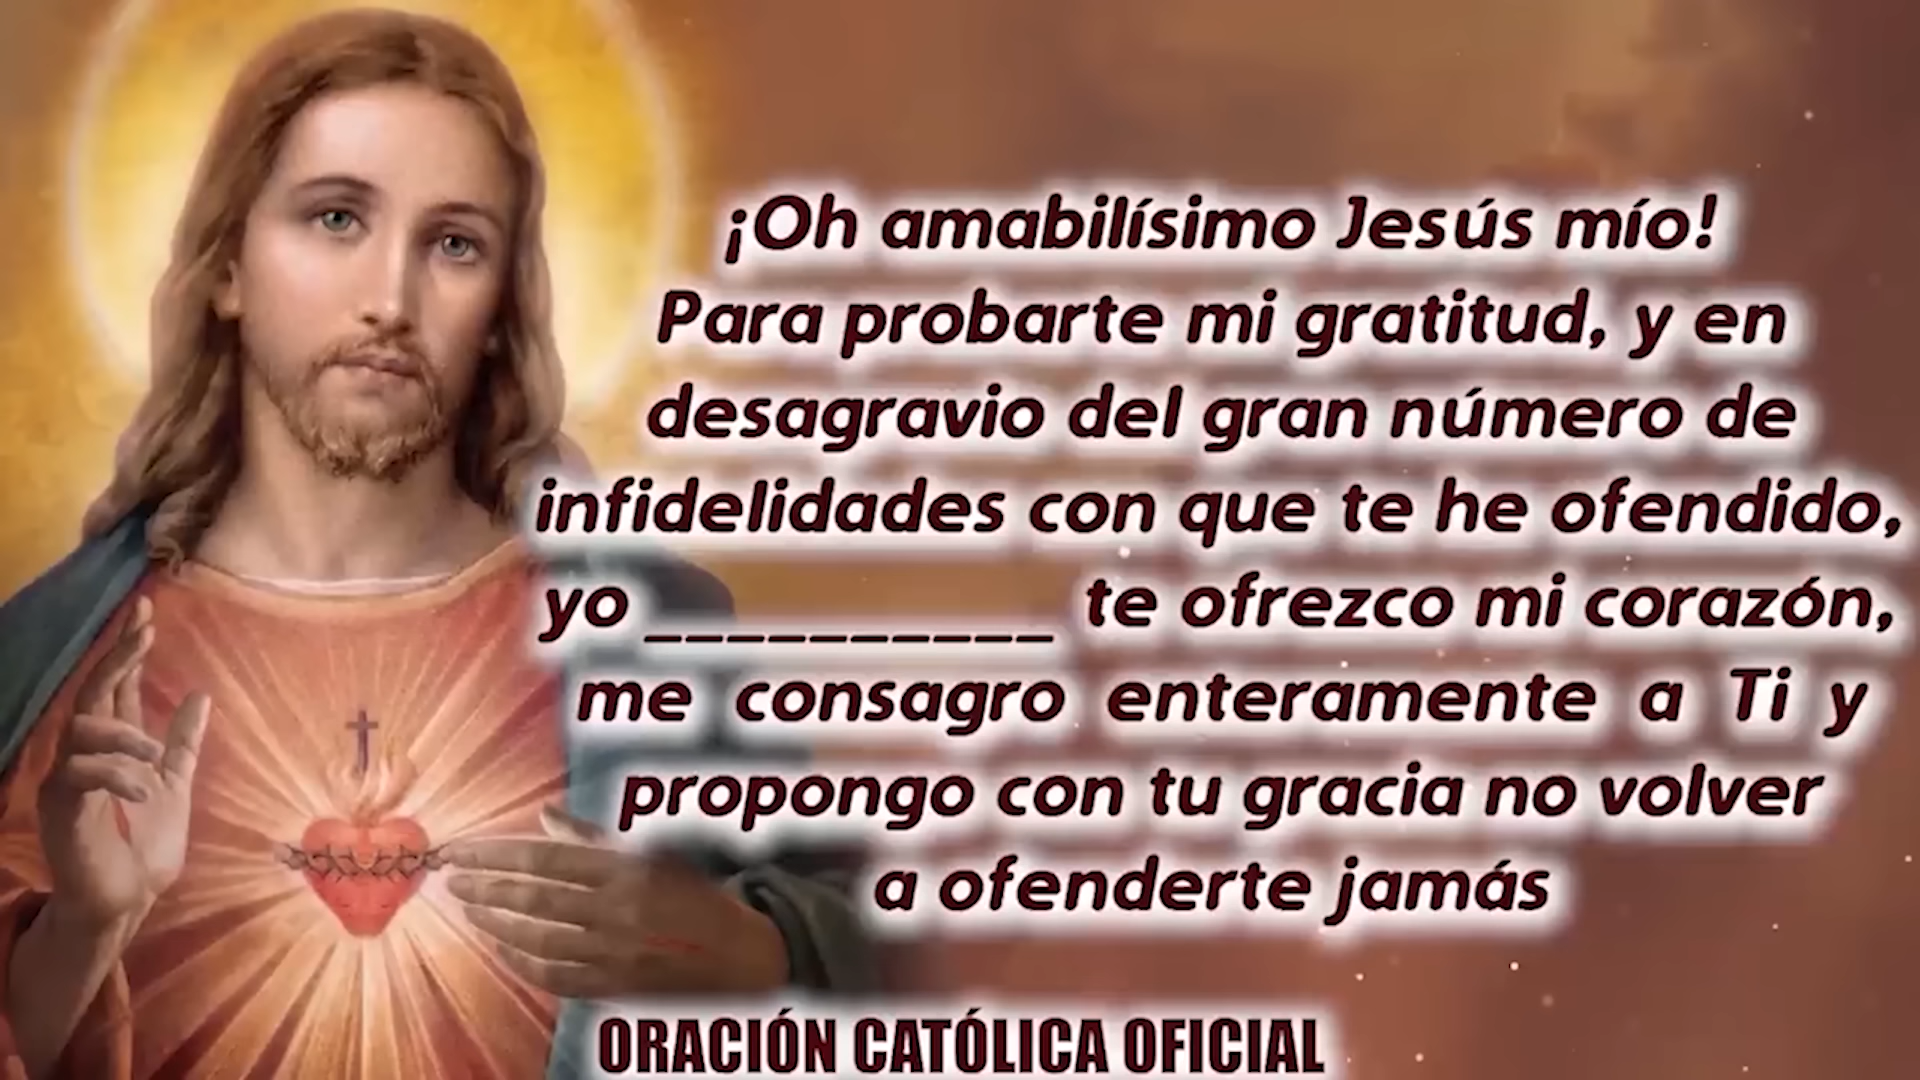 ¡Oh amabilísimo Jesús mío!
Para probarte mi gratitud, y en
desagravio del gran número de
infidelidades con que te he ofendido,
yo __________ te ofrezco mi corazón,
me consagro enteramente a Ti y
propongo con tu gracia no volver
a ofenderte jamás
ORACIÓN CATÓLICA OFICIAL